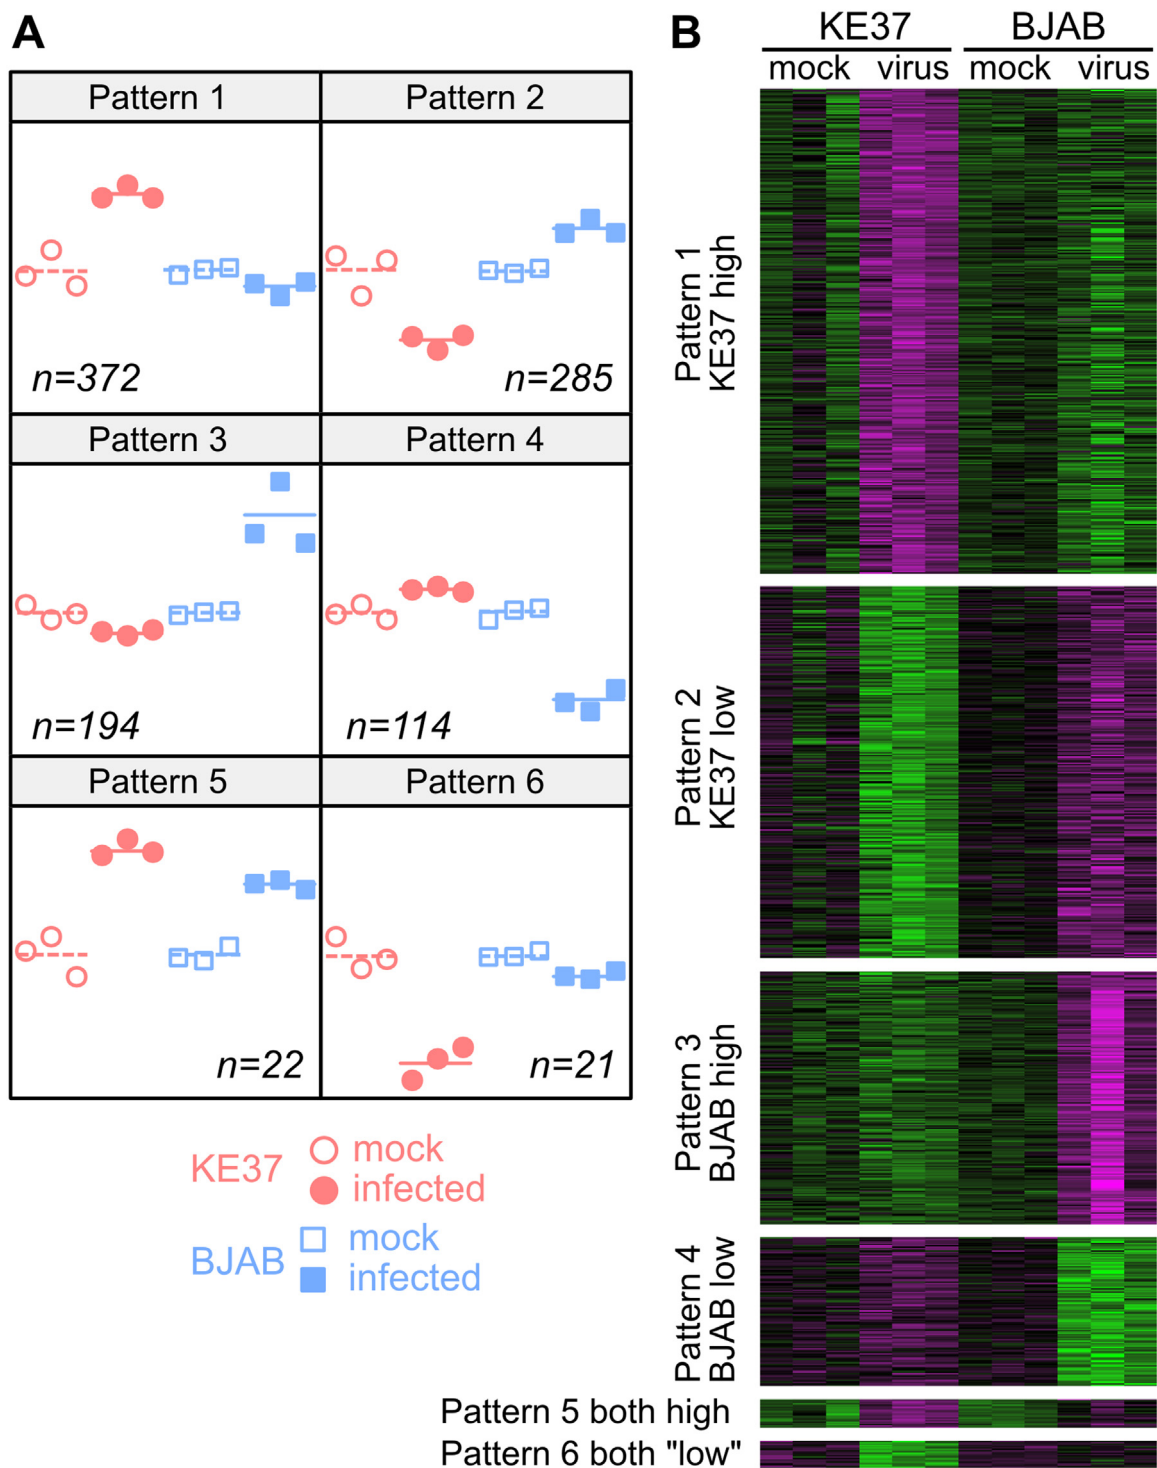 A
Pattern 1
Pattern 2
n=372
n=285
Pattern 3
Pattern 4
n=194
n=114
Pattern 5
Pattern 6
n=22
n=21
KE37
mock
infected
BJAB
mock
infected
B
KE37
BJAB
mock
virus
mock
virus
Pattern 1
KE37 high
Pattern 2
KE37 low
Pattern 3
BJAB high
Pattern 4
BJAB low
Pattern 5 both high
Pattern 6 both "low"